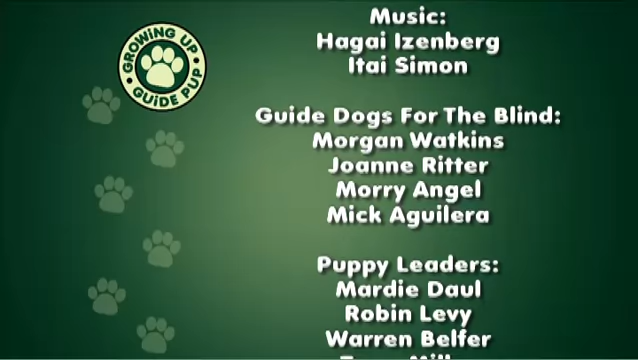 GROWING UP
GUIDE PUP
Music:
Hagai Izenberg
Itai Simon
Guide Dogs For The Blind:
Morgan Watkins
Joanne Ritter
Morry Angel
Mick Aguilera
Puppy Leaders:
Mardie Daul
Robin Levy
Warren Belfer